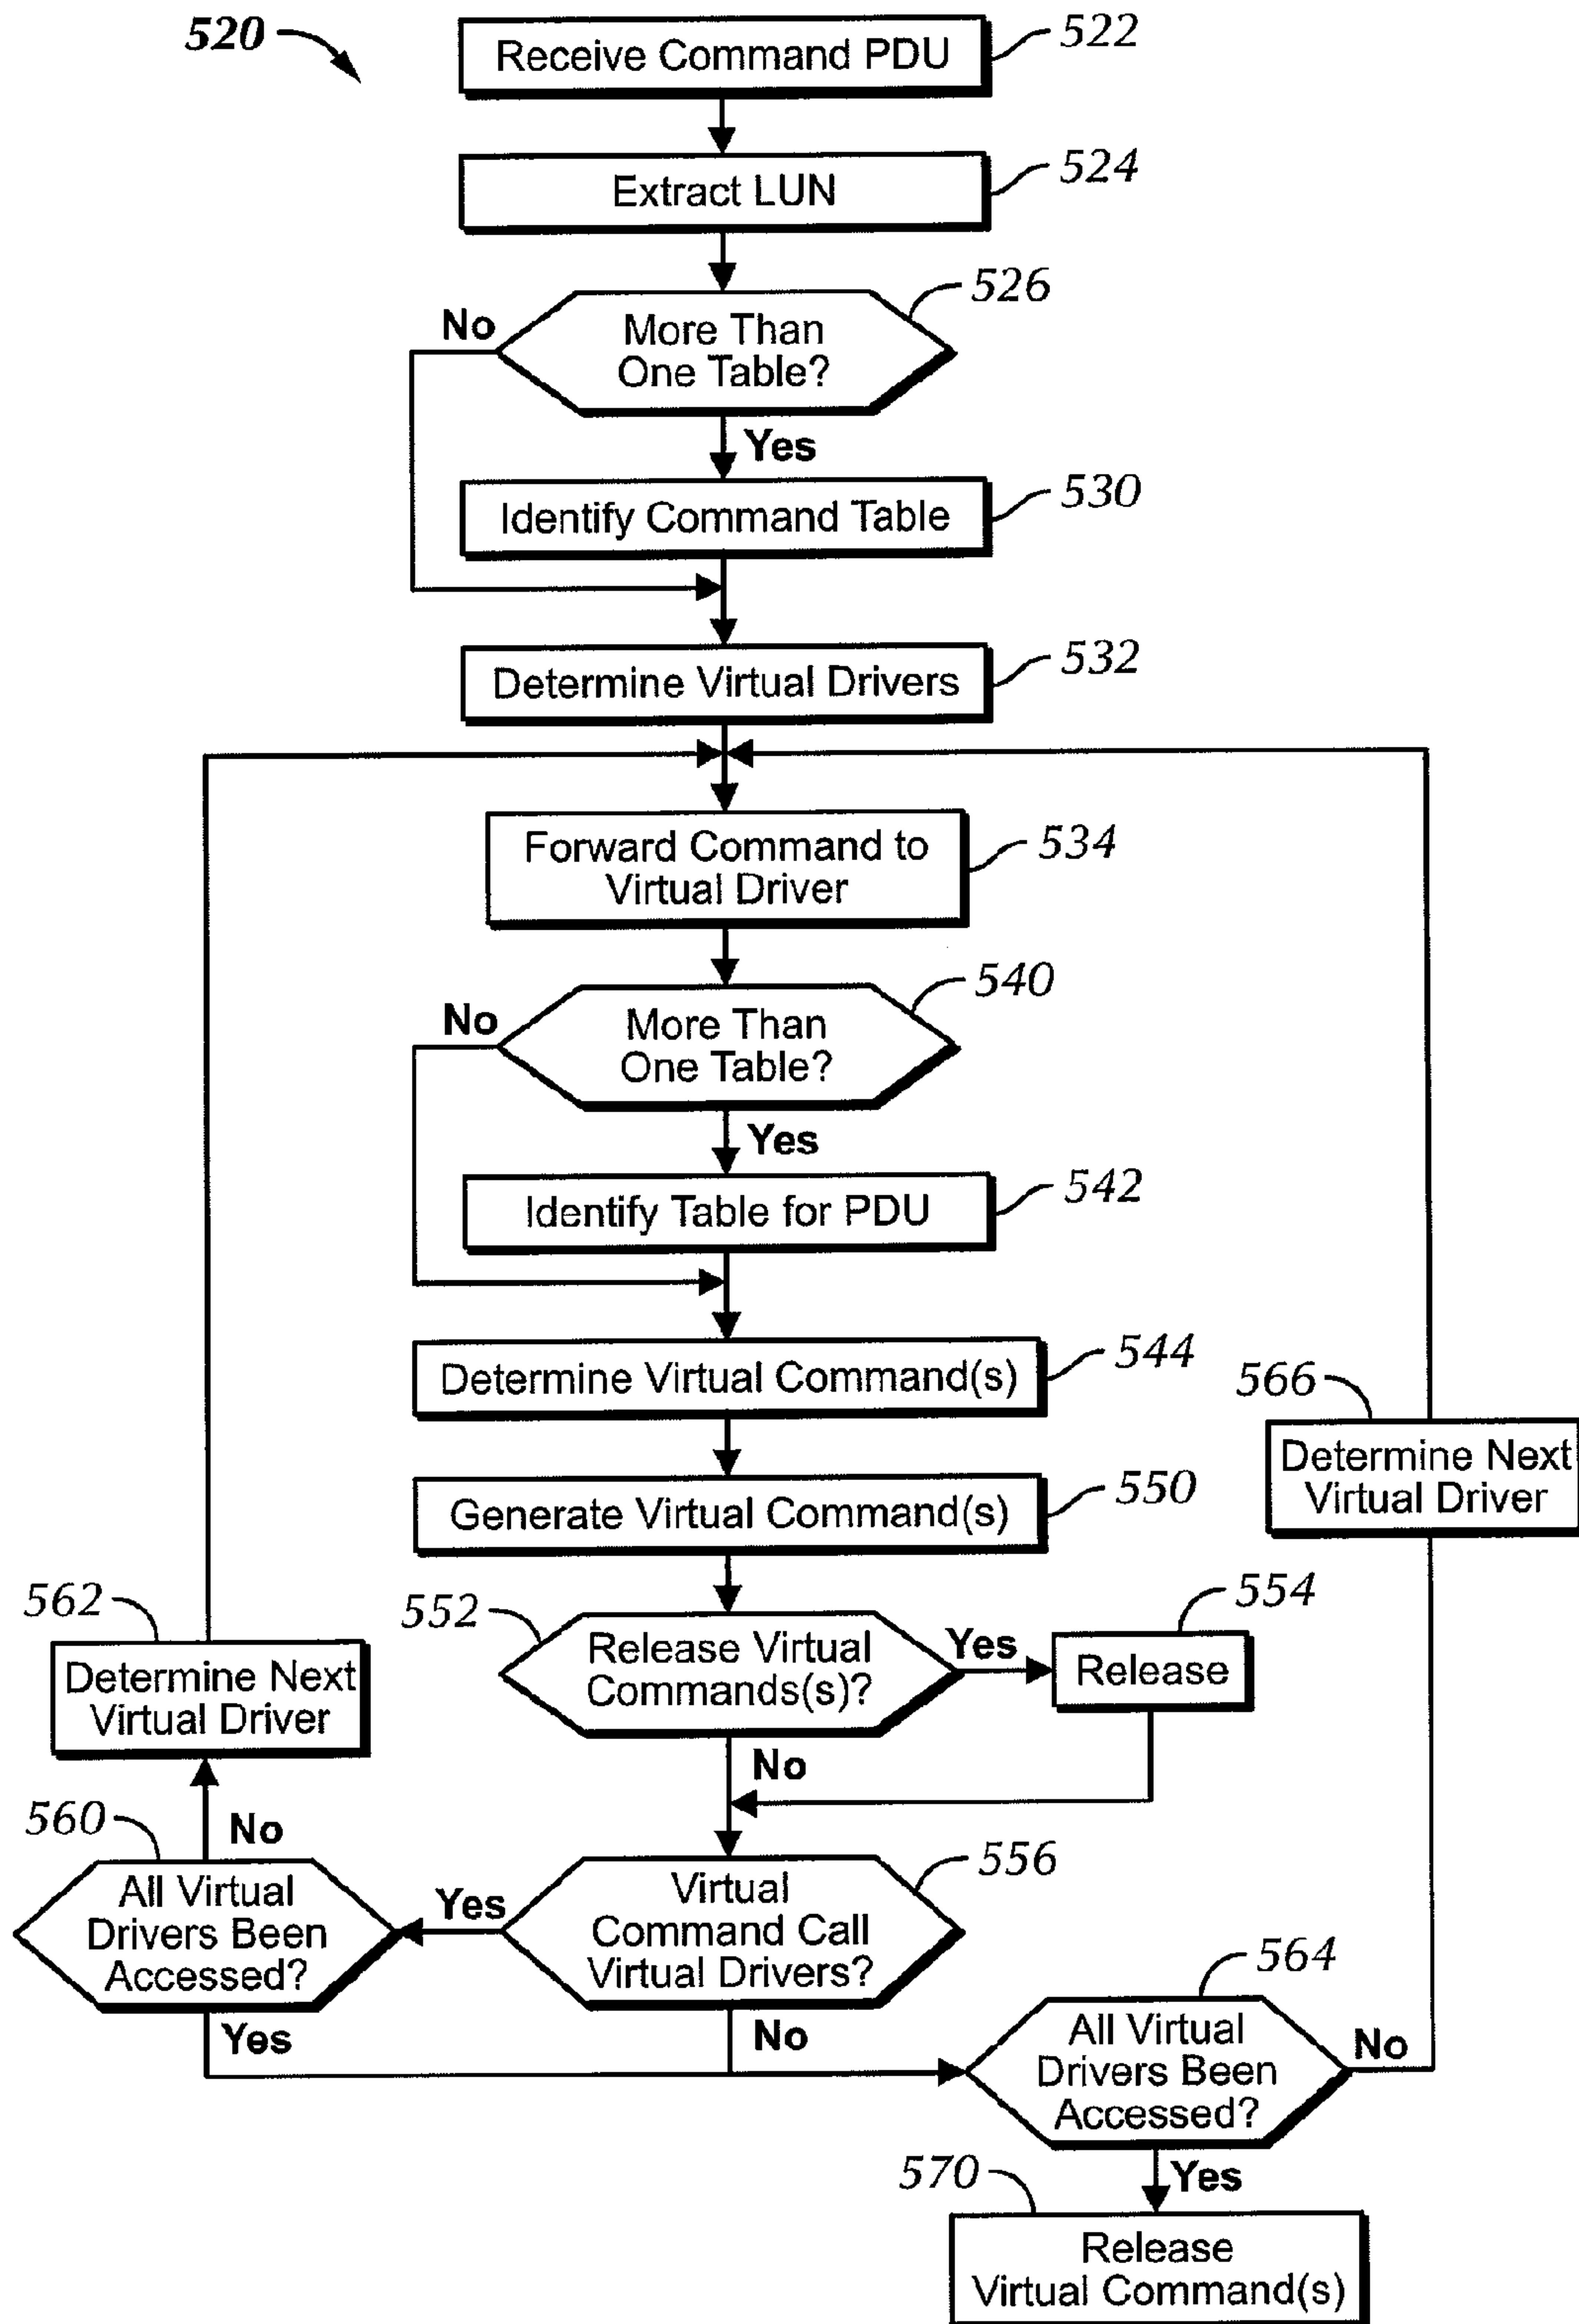 520
Receive Command PDU
522
Extract LUN
524
526
No
More Than
One Table?
Yes
Identify Command Table
530
Determine Virtual Drivers
532
Forward Command to
Virtual Driver
534
540
No
More Than
One Table?
Yes
Identify Table for PDU
542
Determine Virtual Command(s)
544
566
Determine Next
Virtual Driver
Generate Virtual Command(s)
550
562
Determine Next
Virtual Driver
552
Release Virtual
Commands(s)?
Yes
554
Release
No
560
No
All Virtual
Drivers Been
Accessed?
Yes
Yes
556
Virtual
Command Call
Virtual Drivers?
No
564
All Virtual
Drivers Been
Accessed?
No
Yes
570
Release
Virtual Command(s)